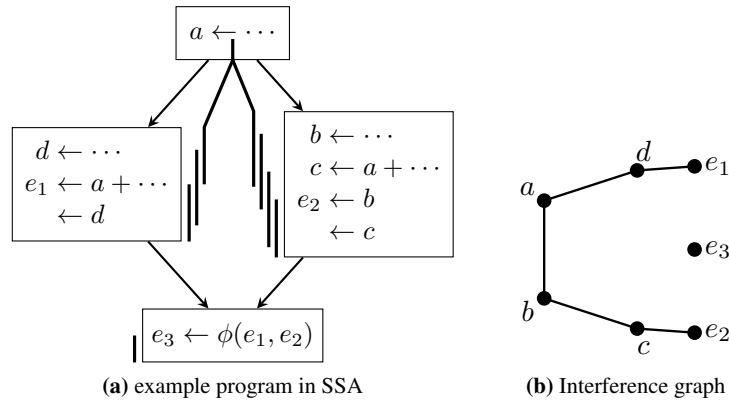 a ← ⋯
d ← ⋯
e₁ ← a + ⋯
← d
b ← ⋯
c ← a + ⋯
e₂ ← b
← c
e₃ ← ϕ(e₁, e₂)
(a) example program in SSA
a
d
e₁
e₃
b
c
e₂
(b) Interference graph